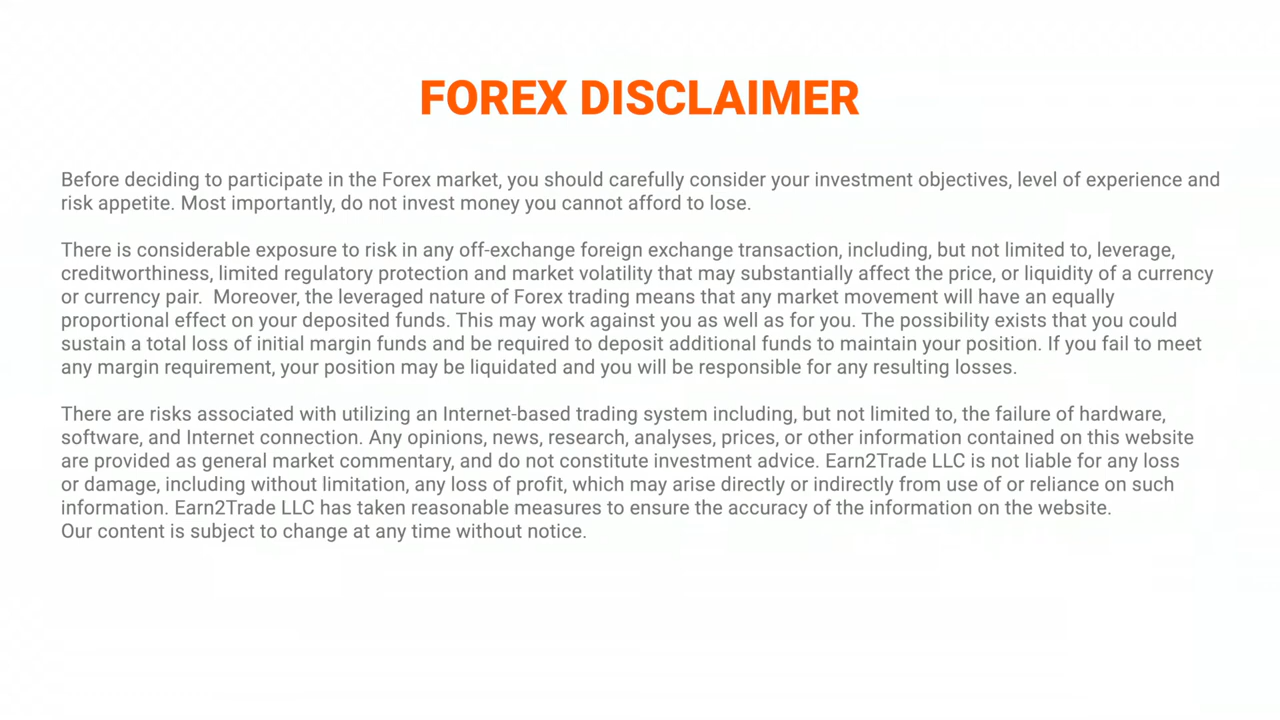 FOREX DISCLAIMER
Before deciding to participate in the Forex market, you should carefully consider your investment objectives, level of experience and
risk appetite. Most importantly, do not invest money you cannot afford to lose.
There is considerable exposure to risk in any off-exchange foreign exchange transaction, including, but not limited to, leverage,
creditworthiness, limited regulatory protection and market volatility that may substantially affect the price, or liquidity of a currency
or currency pair.  Moreover, the leveraged nature of Forex trading means that any market movement will have an equally
proportional effect on your deposited funds. This may work against you as well as for you. The possibility exists that you could
sustain a total loss of initial margin funds and be required to deposit additional funds to maintain your position. If you fail to meet
any margin requirement, your position may be liquidated and you will be responsible for any resulting losses.
There are risks associated with utilizing an Internet-based trading system including, but not limited to, the failure of hardware,
software, and Internet connection. Any opinions, news, research, analyses, prices, or other information contained on this website
are provided as general market commentary, and do not constitute investment advice. Earn2Trade LLC is not liable for any loss
or damage, including without limitation, any loss of profit, which may arise directly or indirectly from use of or reliance on such
information. Earn2Trade LLC has taken reasonable measures to ensure the accuracy of the information on the website.
Our content is subject to change at any time without notice.